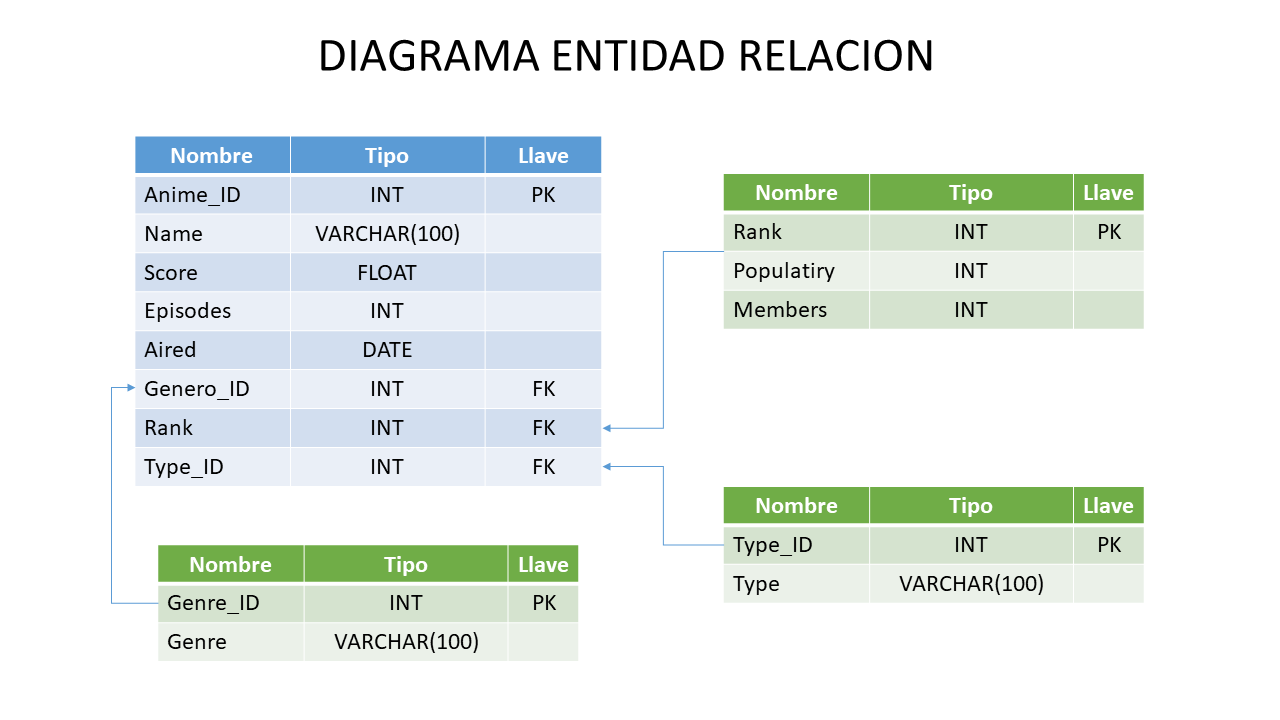 DIAGRAMA ENTIDAD RELACION
Nombre Tipo Llave
Anime_ID INT PK
Name VARCHAR(100)
Score FLOAT
Episodes INT
Aired DATE
Genero_ID INT FK
Rank INT FK
Type_ID INT FK
Nombre Tipo Llave
Rank INT PK
Populatiry INT
Members INT
Nombre Tipo Llave
Type_ID INT PK
Type VARCHAR(100)
Nombre Tipo Llave
Genre_ID INT PK
Genre VARCHAR(100)